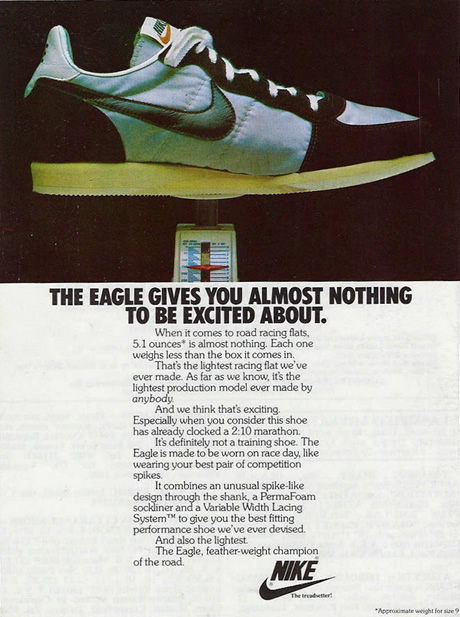 NIKE
THE EAGLE GIVES YOU ALMOST NOTHING
TO BE EXCITED ABOUT.
When it comes to road racing flats,
5.1 ounces* is almost nothing. Each one
weighs less than the box it comes in.
That's the lightest racing flat we've
ever made. As far as we know, it's the
lightest production model ever made by
anybody.
And we think that's exciting.
Especially when you consider this shoe
has already clocked a 2:10 marathon.
It's definitely not a training shoe. The
Eagle is made to be worn on race day, like
wearing your best pair of competition
spikes.
It combines an unusual spike-like
design through the shank, a PermaFoam
sockliner and a Variable Width Lacing
System™ to give you the best fitting
performance shoe we've ever devised.
And also the lightest.
The Eagle, feather-weight champion
of the road.
NIKE
®
The treadsetter!
*Approximate weight for size 9